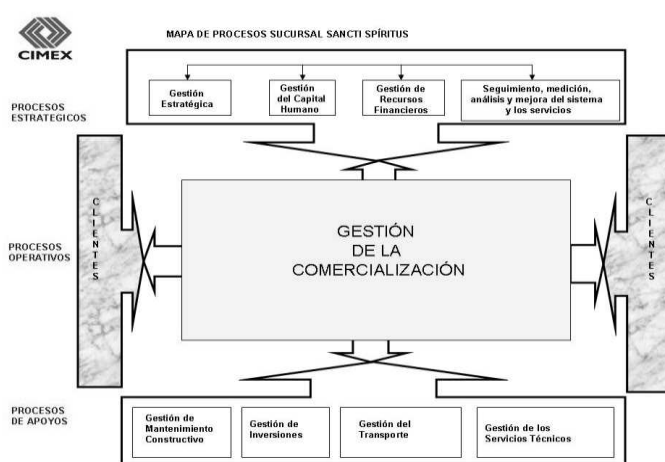 MAPA DE PROCESOS SUCURSAL SANCTI SPÍRITUS
CIMEX
PROCESOS
ESTRATEGICOS
Gestión
Estratégica
Gestión
del Capital
Humano
Gestión de
Recursos
Financieros
Seguimiento, medición,
análisis y mejora del sistema
y los servicios
CLIENTES
PROCESOS
OPERATIVOS
GESTIÓN
DE LA
COMERCIALIZACIÓN
CLIENTES
PROCESOS
DE APOYOS
Gestión de
Mantenimiento
Constructivo
Gestión de
Inversiones
Gestión del
Transporte
Gestión de los
Servicios Técnicos